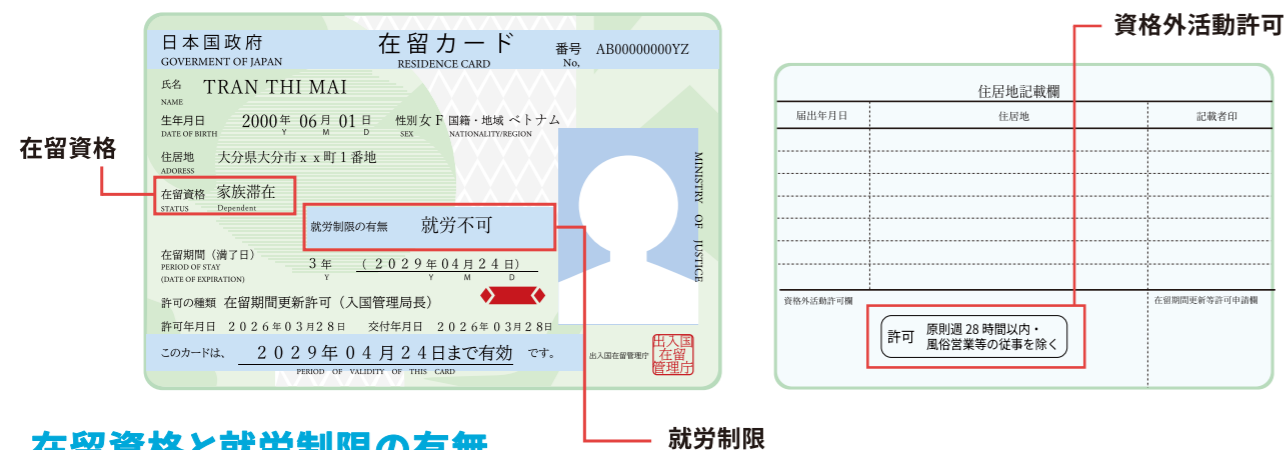 資格外活動許可
日本国政府 在留カード 番号 AB00000000YZ
GOVERMENT OF JAPAN RESIDENCE CARD No,
氏名 TRAN THI MAI
NAME
生年月日 2000年 06月 01日 性別 女 F 国籍・地域 ベトナム
DATE OF BIRTH Y M D SEX NATIONALITY/REGION
在留資格
住居地 大分県大分市ｘｘ町１番地
ADORESS
在留資格 家族滞在
STATUS Dependent
就労制限の有無 就労不可
在留期間（満了日） 3年 (2029年04月24日)
PERIOD OF STAY Y Y M D
(DATE OF EXPIRATION)
許可の種類 在留期間更新許可（入国管理局長）
許可年月日 2026年03月28日 交付年月日 2026年03月28日
このカードは、 2029年04月24日まで有効 です。
PERIOD OF VALIDITY OF THIS CARD
出入国在留管理庁
出入国
在留
管理庁
MINISTRY OF JUSTICE
住居地記載欄
届出年月日 住居地 記載者印
資格外活動許可欄 在留期間更新等許可申請欄
許可 原則週 28 時間以内・
風俗営業等の従事を除く
就労制限
在留資格と就労制限の有無